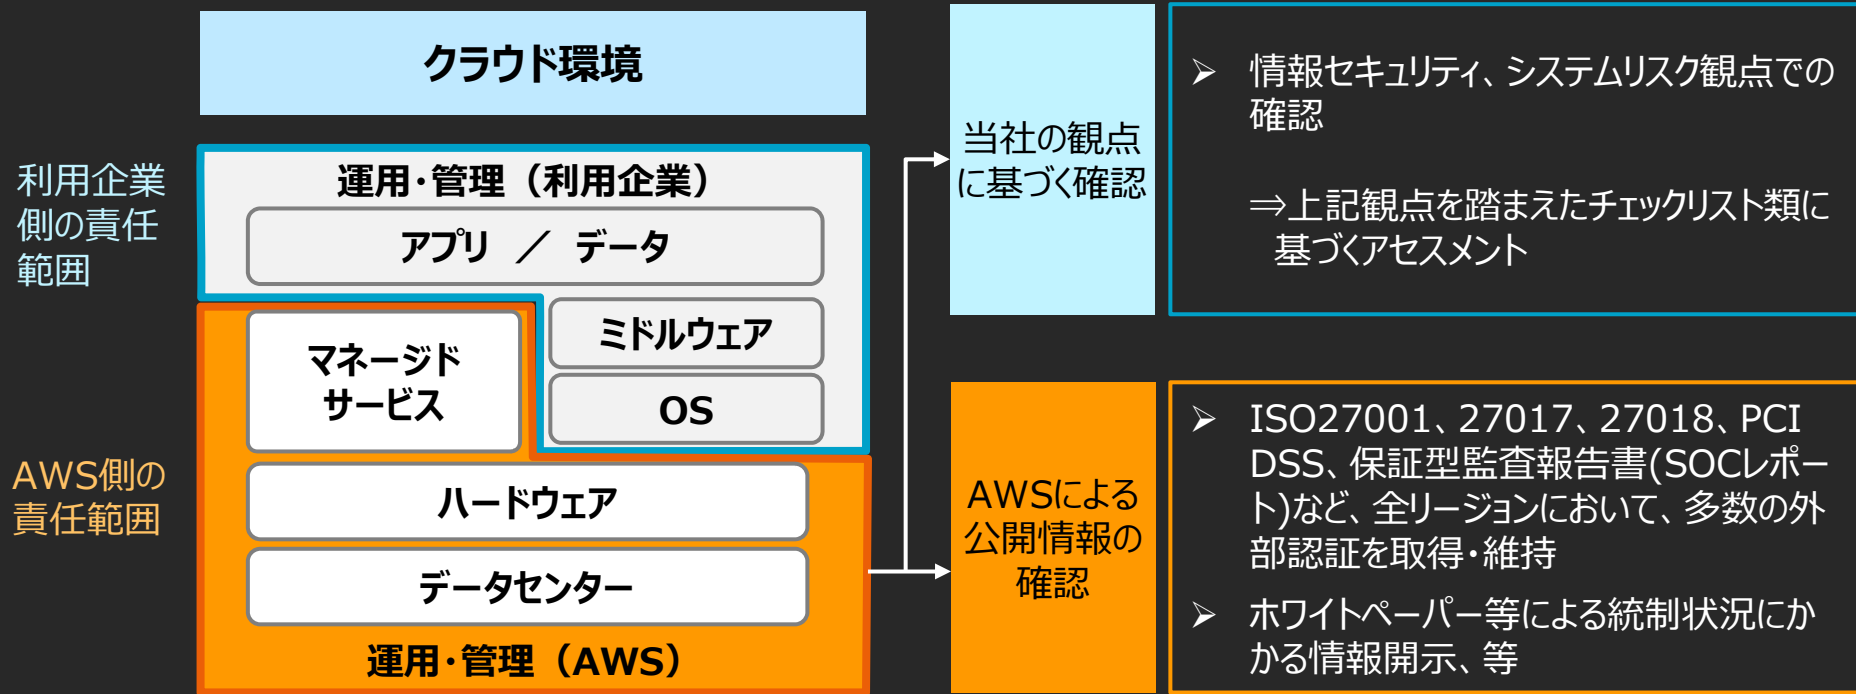 クラウド環境
利用企業
側の責任
範囲
運用・管理（利用企業）
アプリ ／ データ
ミドルウェア
OS
マネージド
サービス
AWS側の
責任範囲
ハードウェア
データセンター
運用・管理（AWS）
当社の観点
に基づく確認
➢ 情報セキュリティ、システムリスク観点での
確認
⇒上記観点を踏まえたチェックリスト類に
基づくアセスメント
AWSによる
公開情報の
確認
➢ ISO27001、27017、27018、PCI
DSS、保証型監査報告書(SOCレポー
ト)など、全リージョンにおいて、多数の外
部認証を取得・維持
➢ ホワイトペーパー等による統制状況にか
かる情報開示、等